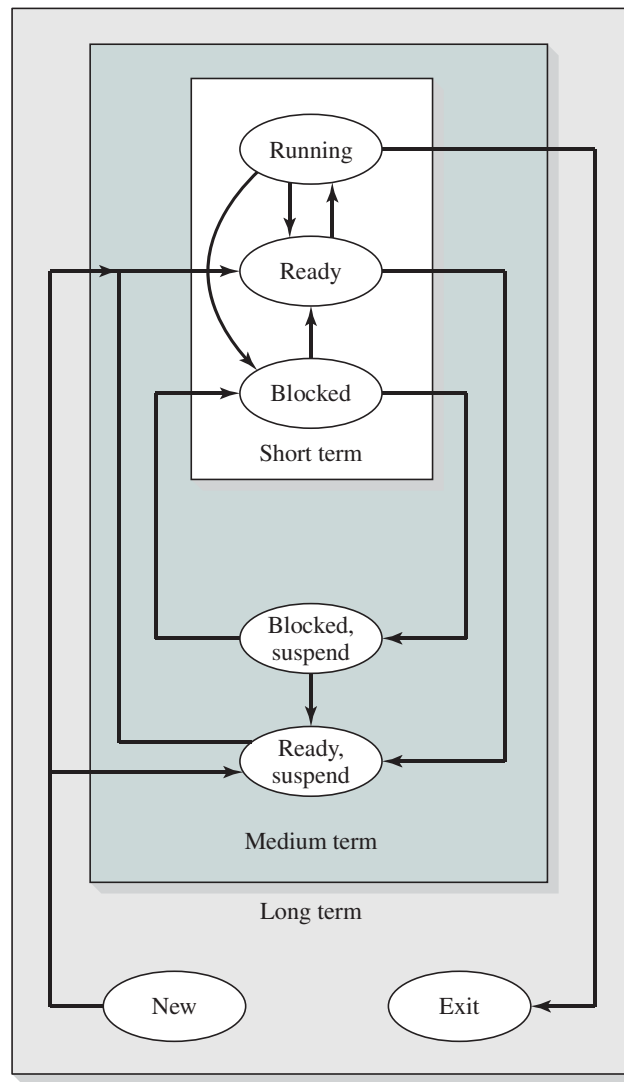 Running
Ready
Blocked
Short term
Blocked,
suspend
Ready,
suspend
Medium term
Long term
New
Exit